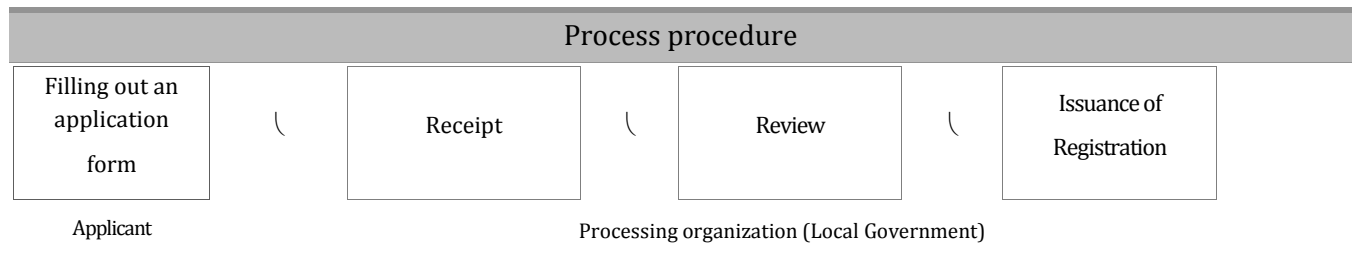 Process procedure
Filling out an
application
form
Receipt
Review
Issuance of
Registration
Applicant
Processing organization (Local Government)